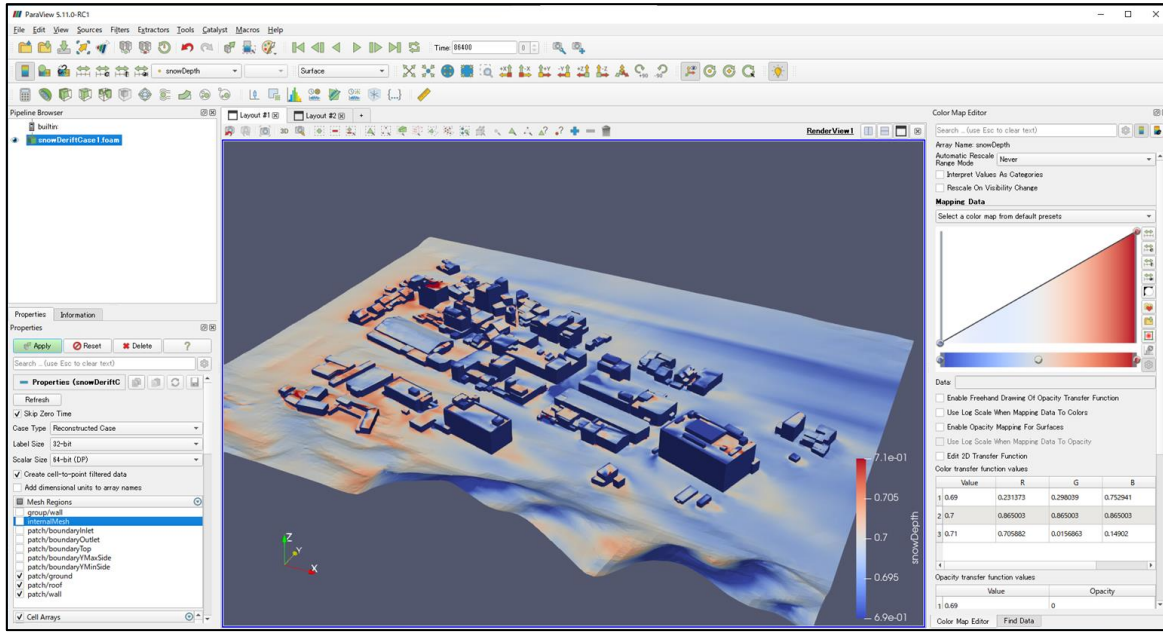 ParaView 5.11.0-RC1
File Edit View Sources Filters Extractors Tools Catalyst Macros Help
Time: 86400 0
snowDepth Surface
Pipeline Browser
builtin:
snowDeriftCase1.foam
Properties Information
Properties
Apply Reset Delete ?
Search ... (use Esc to clear text)
Properties (snowDeriftC
Refresh
Skip Zero Time
Case Type Reconstructed Case
Label Size 32-bit
Scalar Size 64-bit (DP)
Create cell-to-point filtered data
Add dimensional units to array names
Mesh Regions
group/wall
internalMesh
patch/boundaryInlet
patch/boundaryOutlet
patch/boundaryTop
patch/boundaryYMaxSide
patch/boundaryYMinSide
patch/ground
patch/roof
patch/wall
Cell Arrays
Layout #1 Layout #2 +
3D
RenderView1
Z
Y
X
7.1e-01
0.705
0.7
0.695
6.9e-01
snowDepth
Color Map Editor
Search ... (use Esc to clear text)
Array Name: snowDepth
Automatic Rescale Range Mode Never
Interpret Values As Categories
Rescale On Visibility Change
Mapping Data
Select a color map from default presets
Data:
Enable Freehand Drawing Of Opacity Transfer Function
Use Log Scale When Mapping Data To Colors
Enable Opacity Mapping For Surfaces
Use Log Scale When Mapping Data To Opacity
Edit 2D Transfer Function
Color transfer function values
Value R G B
1 0.69 0.231373 0.298039 0.752941
2 0.7 0.865003 0.865003 0.865003
3 0.71 0.705882 0.0156863 0.14902
Opacity transfer function values
Value Opacity
1 0.69 0
Color Map Editor Find Data